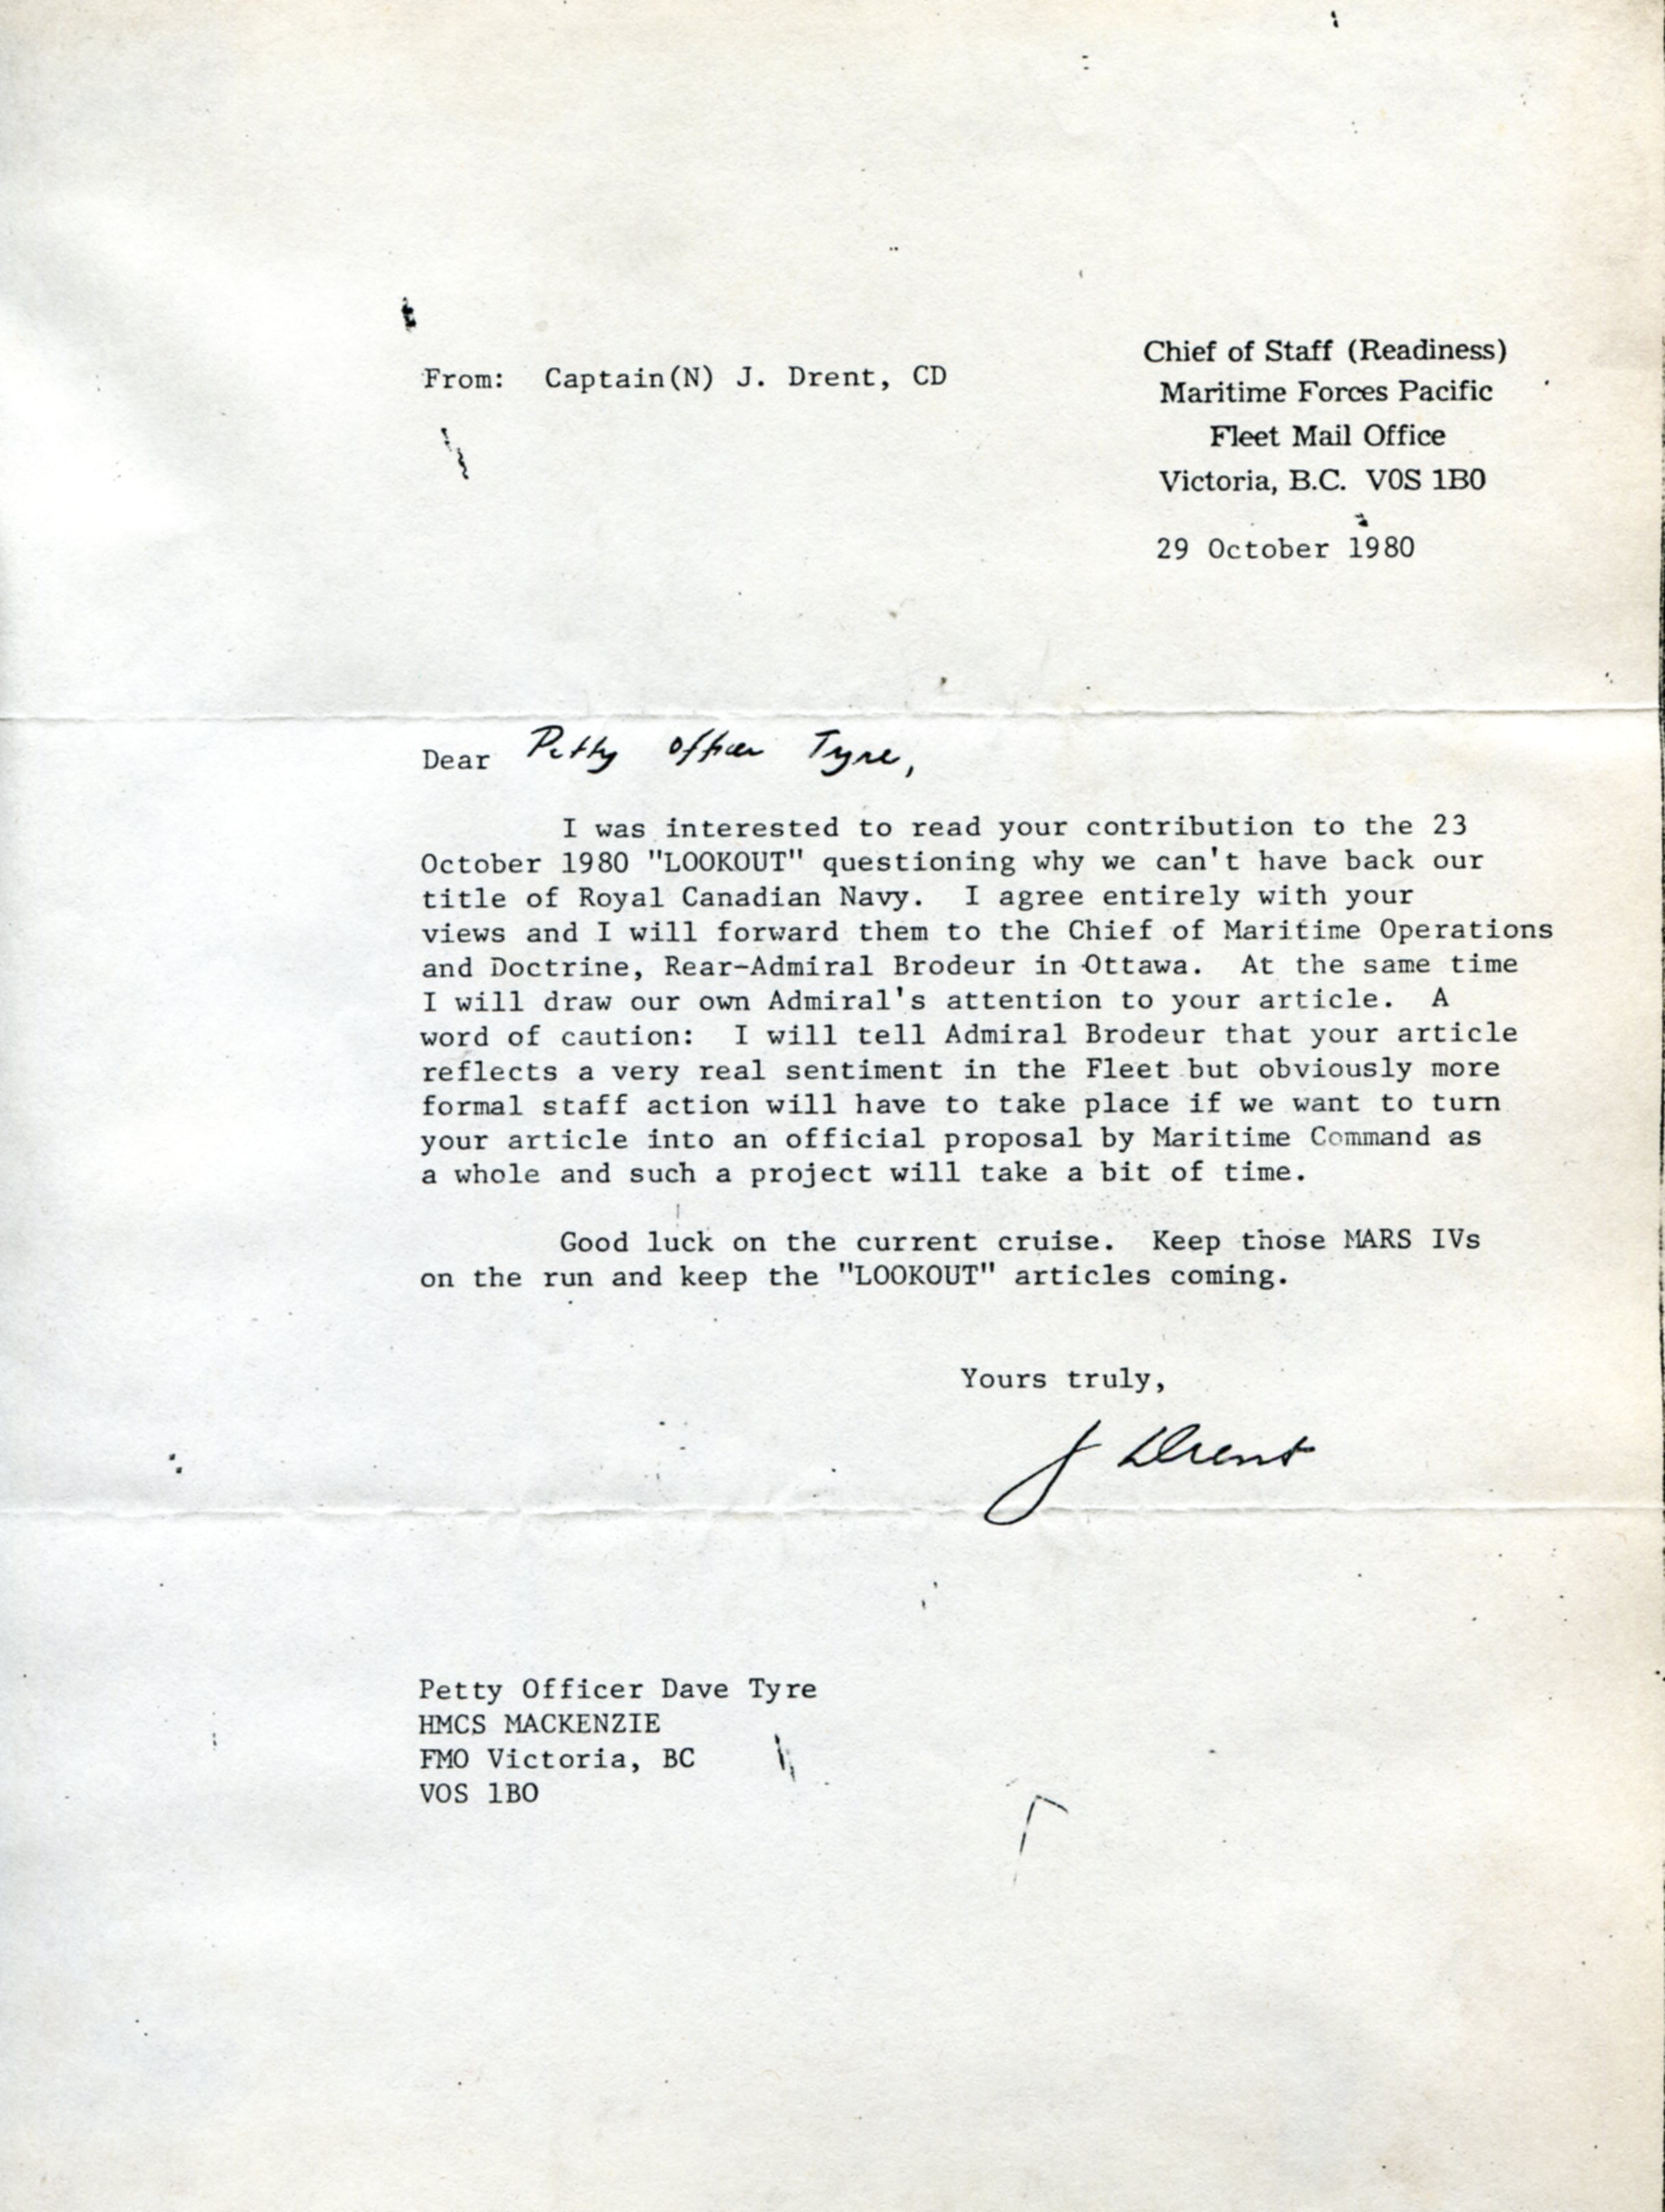 Chief of Staff (Readiness)
From: Captain(N) J. Drent, CD
Maritime Forces Pacific
Fleet Mail Office
Victoria, B.C. V0S 1B0
29 October 1980
Dear Petty Officer Tyre,
I was interested to read your contribution to the 23
October 1980 "LOOKOUT" questioning why we can't have back our
title of Royal Canadian Navy. I agree entirely with your
views and I will forward them to the Chief of Maritime Operations
and Doctrine, Rear-Admiral Brodeur in Ottawa. At the same time
I will draw our own Admiral's attention to your article. A
word of caution: I will tell Admiral Brodeur that your article
reflects a very real sentiment in the Fleet but obviously more
formal staff action will have to take place if we want to turn
your article into an official proposal by Maritime Command as
a whole and such a project will take a bit of time.
Good luck on the current cruise. Keep those MARS IVs
on the run and keep the "LOOKOUT" articles coming.
Yours truly,
J Drent
Petty Officer Dave Tyre
HMCS MACKENZIE
FMO Victoria, BC
VOS 1BO